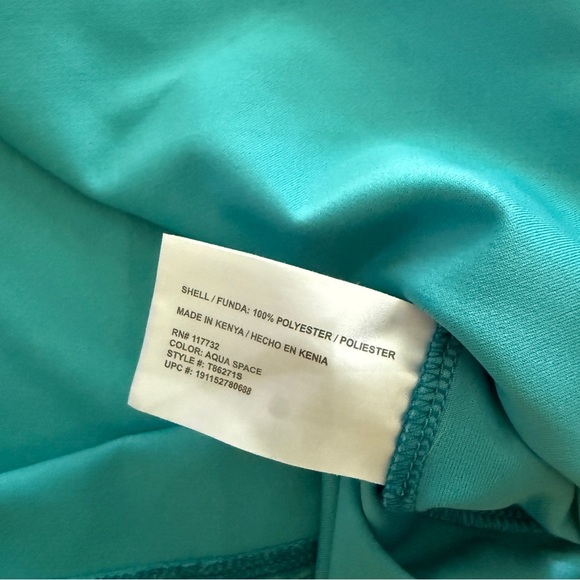 SHELL / FUNDA: 100% POLYESTER / POLIESTER
MADE IN KENYA / HECHO EN KENIA
RN# 117732
COLOR: AQUA SPACE
STYLE #: T86271S
UPC #: 191152780688